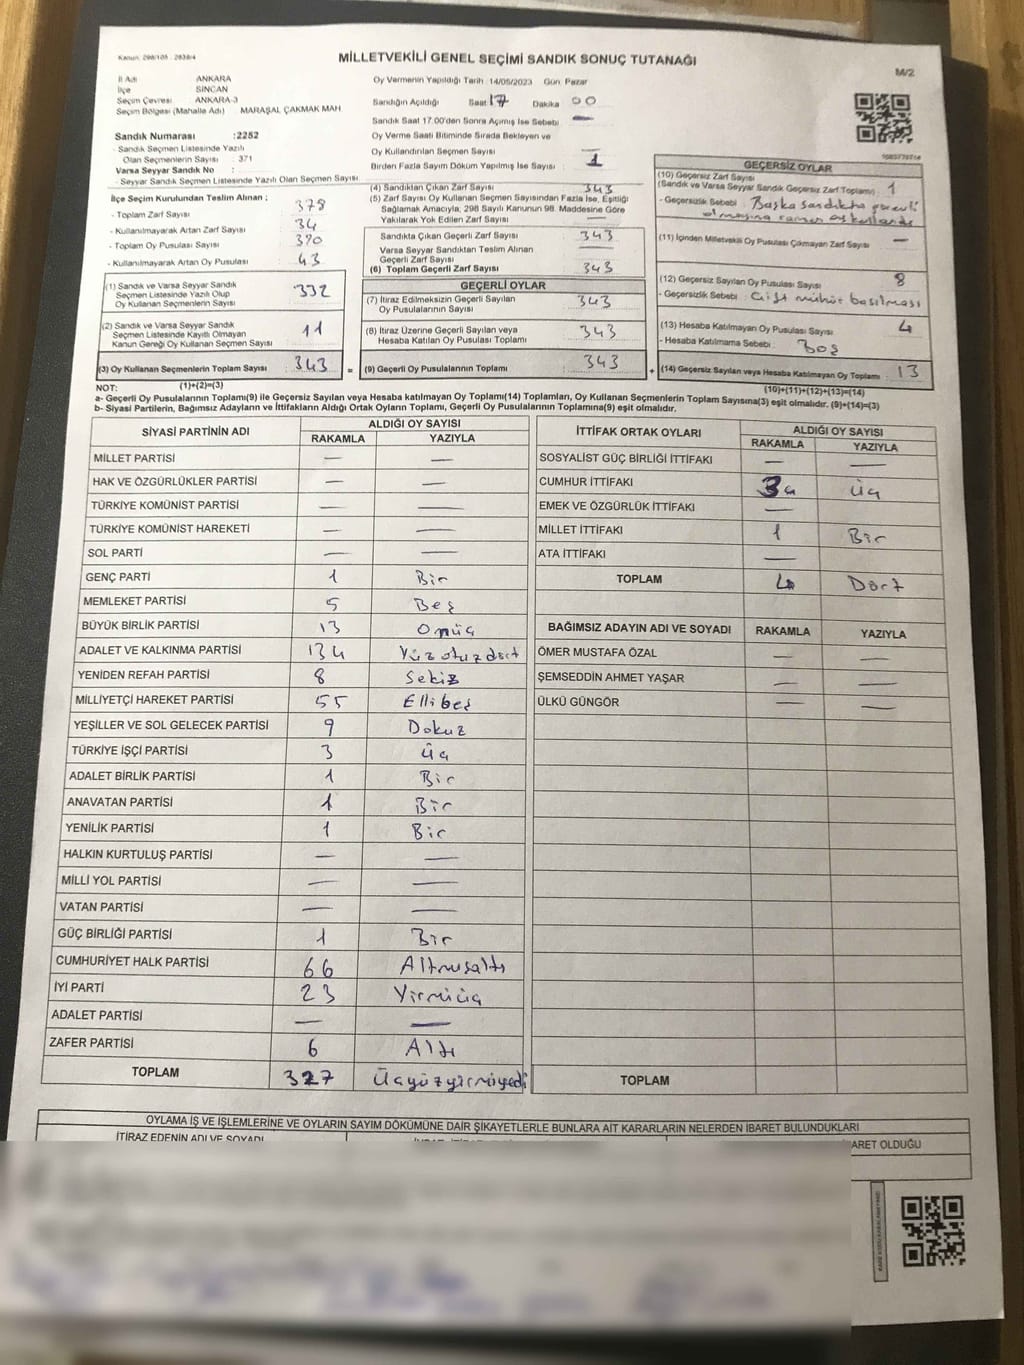 Kanun: 298/105 - 2839/4
MİLLETVEKİLİ GENEL SEÇİMİ SANDIK SONUÇ TUTANAĞI
M/2
İl Adı ANKARA
İlçe SİNCAN
Seçim Çevresi ANKARA-3
Seçim Bölgesi (Mahalle Adı) MARAŞAL ÇAKMAK MAH
Sandık Numarası :2252
- Sandık Seçmen Listesinde Yazılı
Olan Seçmenlerin Sayısı : 371
Varsa Seyyar Sandık No :
- Seyyar Sandık Seçmen Listesinde Yazılı Olan Seçmen Sayısı
Oy Vermenin Yapıldığı Tarih :14/05/2023 Gün: Pazar
Sandığın Açıldığı Saat 17 Dakika 00
Sandık Saat 17.00'den Sonra Açılmış İse Sebebi : —
Oy Verme Saati Bitiminde Sırada Bekleyen ve
Oy Kullandırılan Seçmen Sayısı —
Birden Fazla Sayım Döküm Yapılmış İse Sayısı : 1
İlçe Seçim Kurulundan Teslim Alınan ;
- Toplam Zarf Sayısı 378
- Kullanılmayarak Artan Zarf Sayısı 34
- Toplam Oy Pusulası Sayısı 390
- Kullanılmayarak Artan Oy Pusulası 43
(1) Sandık ve Varsa Seyyar Sandık
Seçmen Listesinde Yazılı Olup
Oy Kullanan Seçmenlerin Sayısı 332
(2) Sandık ve Varsa Seyyar Sandık
Seçmen Listesinde Kayıtlı Olmayan
Kanun Gereği Oy Kullanan Seçmen Sayısı 11
(3) Oy Kullanan Seçmenlerin Toplam Sayısı 343
(1)+(2)=(3)
(4) Sandıktan Çıkan Zarf Sayısı 343
(5) Zarf Sayısı Oy Kullanan Seçmen Sayısından Fazla İse, Eşitliği
Sağlamak Amacıyla, 298 Sayılı Kanunun 98. Maddesine Göre
Yakılarak Yok Edilen Zarf Sayısı —
Sandıkta Çıkan Geçerli Zarf Sayısı 343
Varsa Seyyar Sandıktan Teslim Alınan
Geçerli Zarf Sayısı —
(6) Toplam Geçerli Zarf Sayısı 343
GEÇERLİ OYLAR
(7) İtiraz Edilmeksizin Geçerli Sayılan
Oy Pusulalarının Sayısı 343
(8) İtiraz Üzerine Geçerli Sayılan veya
Hesaba Katılan Oy Pusulası Toplamı 343
= (9) Geçerli Oy Pusulalarının Toplamı 343
GEÇERSİZ OYLAR
(10) Geçersiz Zarf Sayısı
(Sandık ve Varsa Seyyar Sandık Geçersiz Zarf Toplamı) 1
- Geçersizlik Sebebi : Başka sandıkta görevli
(11) İçinden Milletvekili Oy Pusulası Çıkmayan Zarf Sayısı —
(12) Geçersiz Sayılan Oy Pusulası Sayısı 8
- Geçersizlik Sebebi : Çift mühür basılması
(13) Hesaba Katılmayan Oy Pusulası Sayısı 4
- Hesaba Katılmama Sebebi : Boş
+ (14) Geçersiz Sayılan veya Hesaba Katılmayan Oy Toplamı 13
(10)+(11)+(12)+(13)=(14)
NOT:
a- Geçerli Oy Pusulalarının Toplamı(9) ile Geçersiz Sayılan veya Hesaba katılmayan Oy Toplamı(14) Toplamları, Oy Kullanan Seçmenlerin Toplam Sayısına(3) eşit olmalıdır. (9)+(14)=(3)
b- Siyasi Partilerin, Bağımsız Adayların ve İttifakların Aldığı Ortak Oyların Toplamı, Geçerli Oy Pusulalarının Toplamına(9) eşit olmalıdır.
SİYASİ PARTİNİN ADI ALDIĞI OY SAYISI
RAKAMLA YAZIYLA
MİLLET PARTİSİ — —
HAK VE ÖZGÜRLÜKLER PARTİSİ — —
TÜRKİYE KOMÜNİST PARTİSİ — —
TÜRKİYE KOMÜNİST HAREKETİ — —
SOL PARTİ — —
GENÇ PARTİ 1 Bir
MEMLEKET PARTİSİ 5 Beş
BÜYÜK BİRLİK PARTİSİ 13 Onüç
ADALET VE KALKINMA PARTİSİ 134 Yüzotuzdört
YENİDEN REFAH PARTİSİ 8 Sekiz
MİLLİYETÇİ HAREKET PARTİSİ 55 Ellibeş
YEŞİLLER VE SOL GELECEK PARTİSİ 9 Dokuz
TÜRKİYE İŞÇİ PARTİSİ 3 Üç
ADALET BİRLİK PARTİSİ 1 Bir
ANAVATAN PARTİSİ 1 Bir
YENİLİK PARTİSİ 1 Bir
HALKIN KURTULUŞ PARTİSİ — —
MİLLİ YOL PARTİSİ — —
VATAN PARTİSİ — —
GÜÇ BİRLİĞİ PARTİSİ 1 Bir
CUMHURİYET HALK PARTİSİ 66 Altmışaltı
İYİ PARTİ 23 Yirmiüç
ADALET PARTİSİ — —
ZAFER PARTİSİ 6 Altı
TOPLAM 327 Üçyüzyirmiyedi
İTTİFAK ORTAK OYLARI ALDIĞI OY SAYISI
RAKAMLA YAZIYLA
SOSYALİST GÜÇ BİRLİĞİ İTTİFAKI — —
CUMHUR İTTİFAKI 3 Üç
EMEK VE ÖZGÜRLÜK İTTİFAKI —
MİLLET İTTİFAKI 1 Bir
ATA İTTİFAKI —
TOPLAM 4 Dört
BAĞIMSIZ ADAYIN ADI VE SOYADI RAKAMLA YAZIYLA
ÖMER MUSTAFA ÖZAL — —
ŞEMSEDDİN AHMET YAŞAR — —
ÜLKÜ GÜNGÖR — —
TOPLAM
OYLAMA İŞ VE İŞLEMLERİNE VE OYLARIN SAYIM DÖKÜMÜNE DAİR ŞİKAYETLERLE BUNLARA AİT KARARLARIN NELERDEN İBARET BULUNDUKLARI
İTİRAZ EDENİN ADI VE SOYADI
BARET OLDUĞU